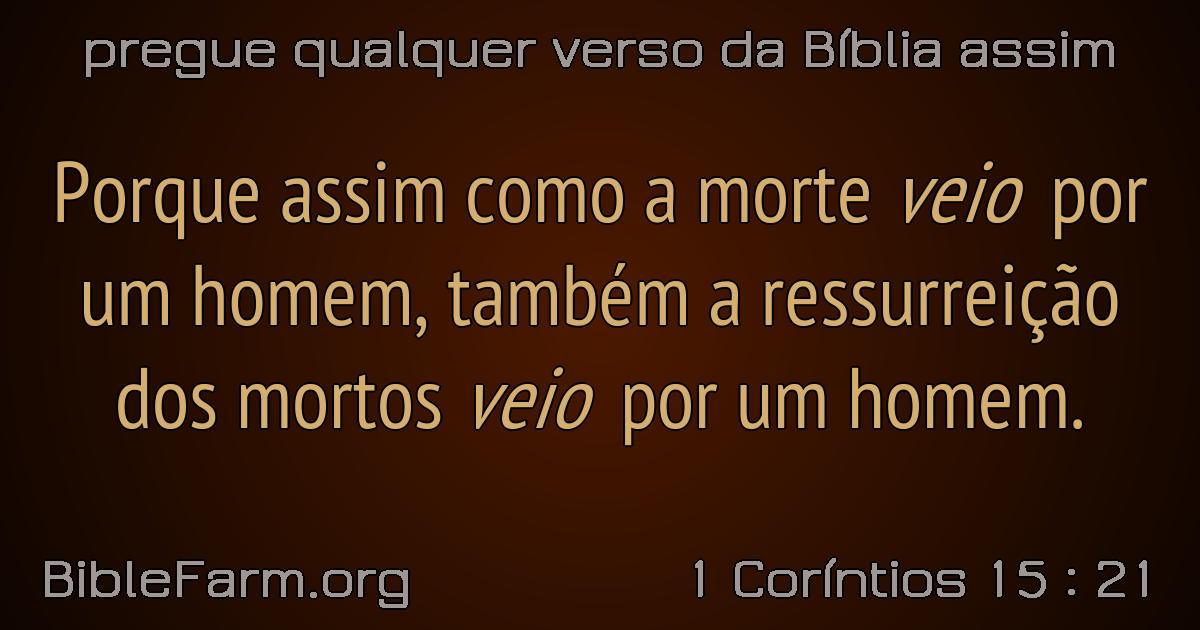 pregue qualquer verso da Bíblia assim
Porque assim como a morte veio por
um homem, também a ressurreição
dos mortos veio por um homem.
BibleFarm.org
1 Coríntios 15 : 21